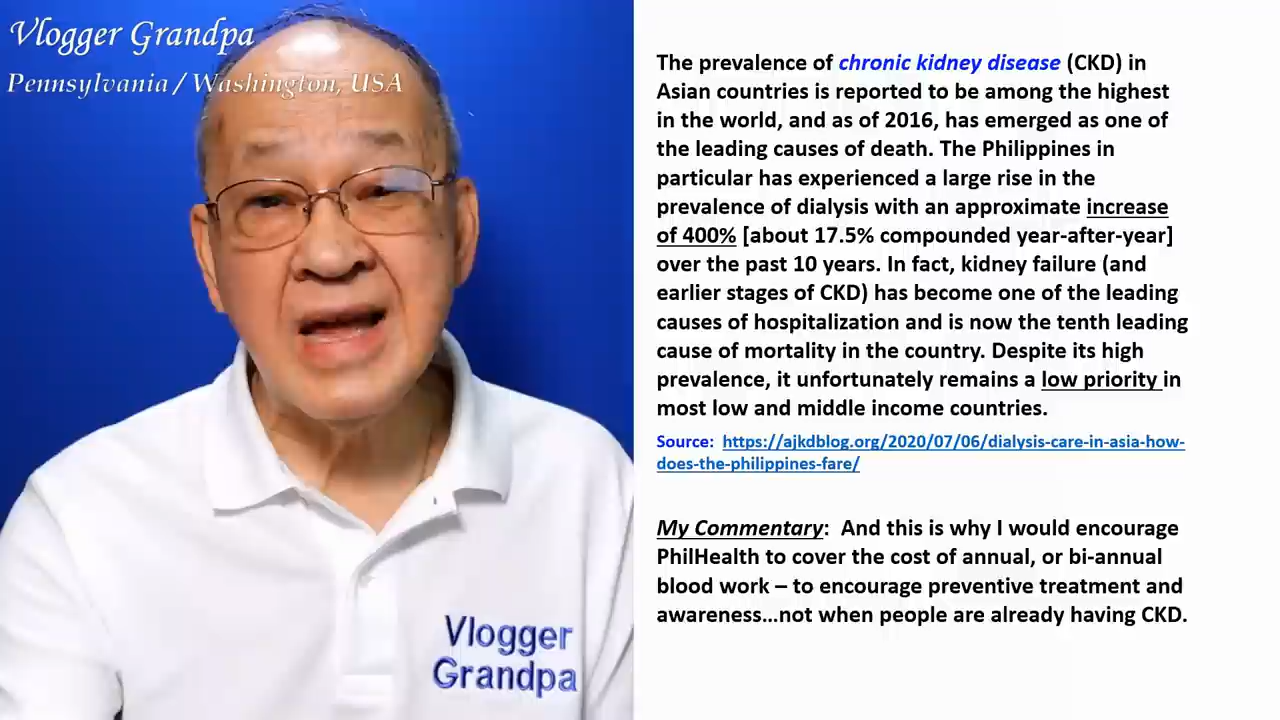 Vlogger Grandpa
Pennsylvania / Washington, USA
The prevalence of chronic kidney disease (CKD) in
Asian countries is reported to be among the highest
in the world, and as of 2016, has emerged as one of
the leading causes of death. The Philippines in
particular has experienced a large rise in the
prevalence of dialysis with an approximate increase
of 400% [about 17.5% compounded year-after-year]
over the past 10 years. In fact, kidney failure (and
earlier stages of CKD) has become one of the leading
causes of hospitalization and is now the tenth leading
cause of mortality in the country. Despite its high
prevalence, it unfortunately remains a low priority in
most low and middle income countries.
Source: https://ajkdblog.org/2020/07/06/dialysis-care-in-asia-how-
does-the-philippines-fare/
My Commentary: And this is why I would encourage
PhilHealth to cover the cost of annual, or bi-annual
blood work – to encourage preventive treatment and
awareness…not when people are already having CKD.
Vlogger
Grandpa